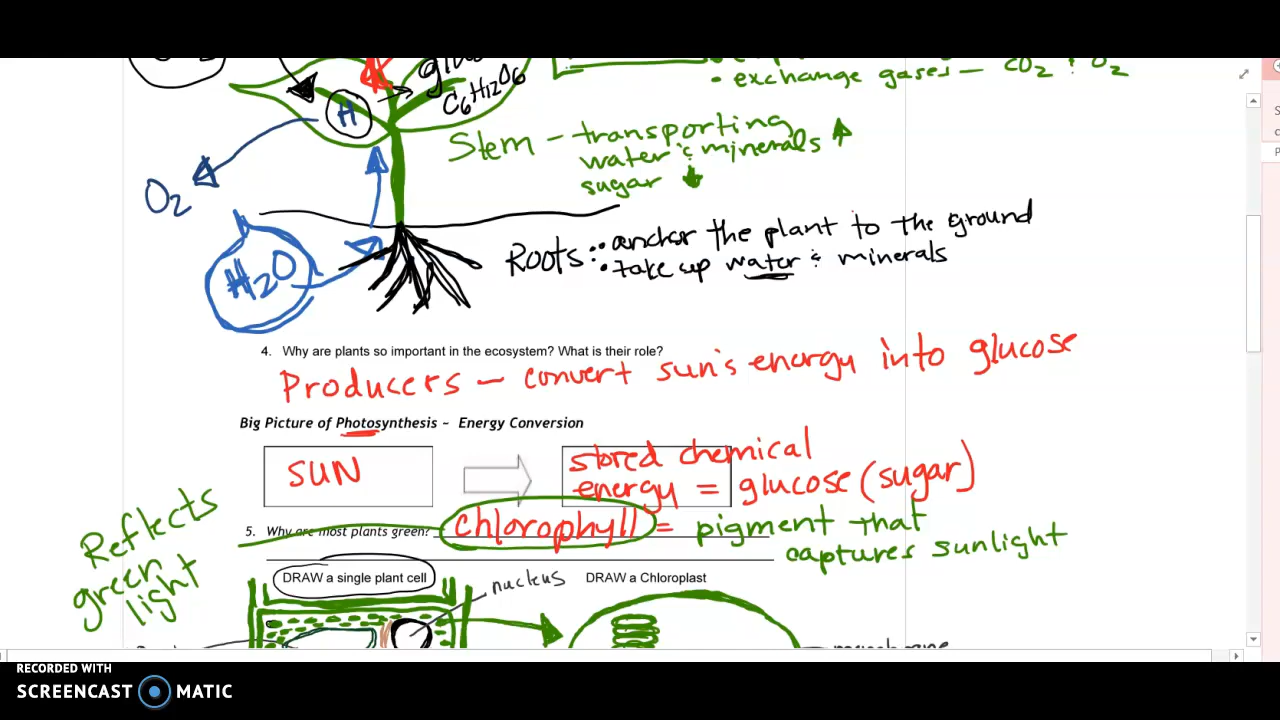 • exchange gases – CO2 ? O2
C6H12O6
H
Stem – transporting
water & minerals
sugar
O2
Roots: • anchor the plant to the ground
• take up water & minerals
H2O
4. Why are plants so important in the ecosystem? What is their role?
Producers – convert sun's energy into glucose
Big Picture of Photosynthesis ~ Energy Conversion
SUN
stored chemical
energy = glucose (sugar)
5. Why are most plants green?
chlorophyll = pigment that
captures sunlight
Reflects
green
light
DRAW a single plant cell
nucleus
DRAW a Chloroplast
RECORDED WITH
SCREENCAST MATIC